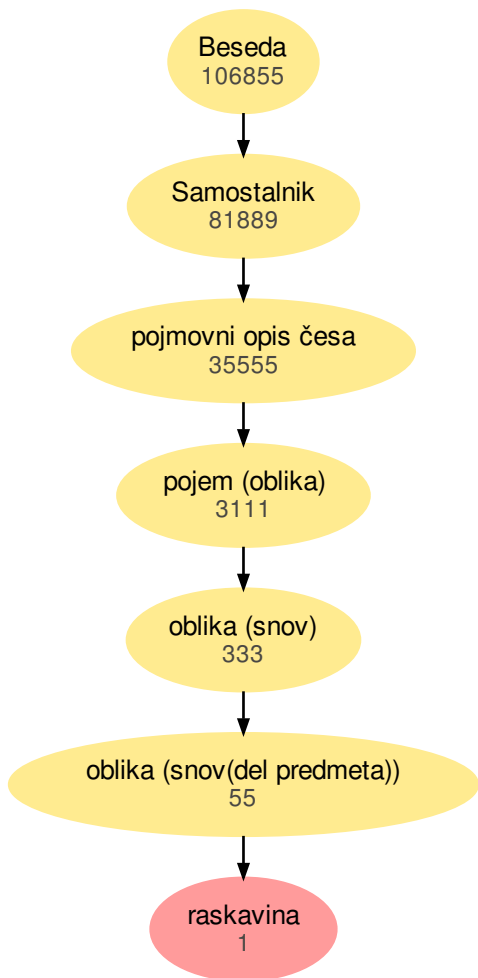 Beseda
106855
Samostalnik
81889
pojmovni opis česa
35555
pojem (oblika)
3111
oblika (snov)
333
oblika (snov(del predmeta))
55
raskavina
1